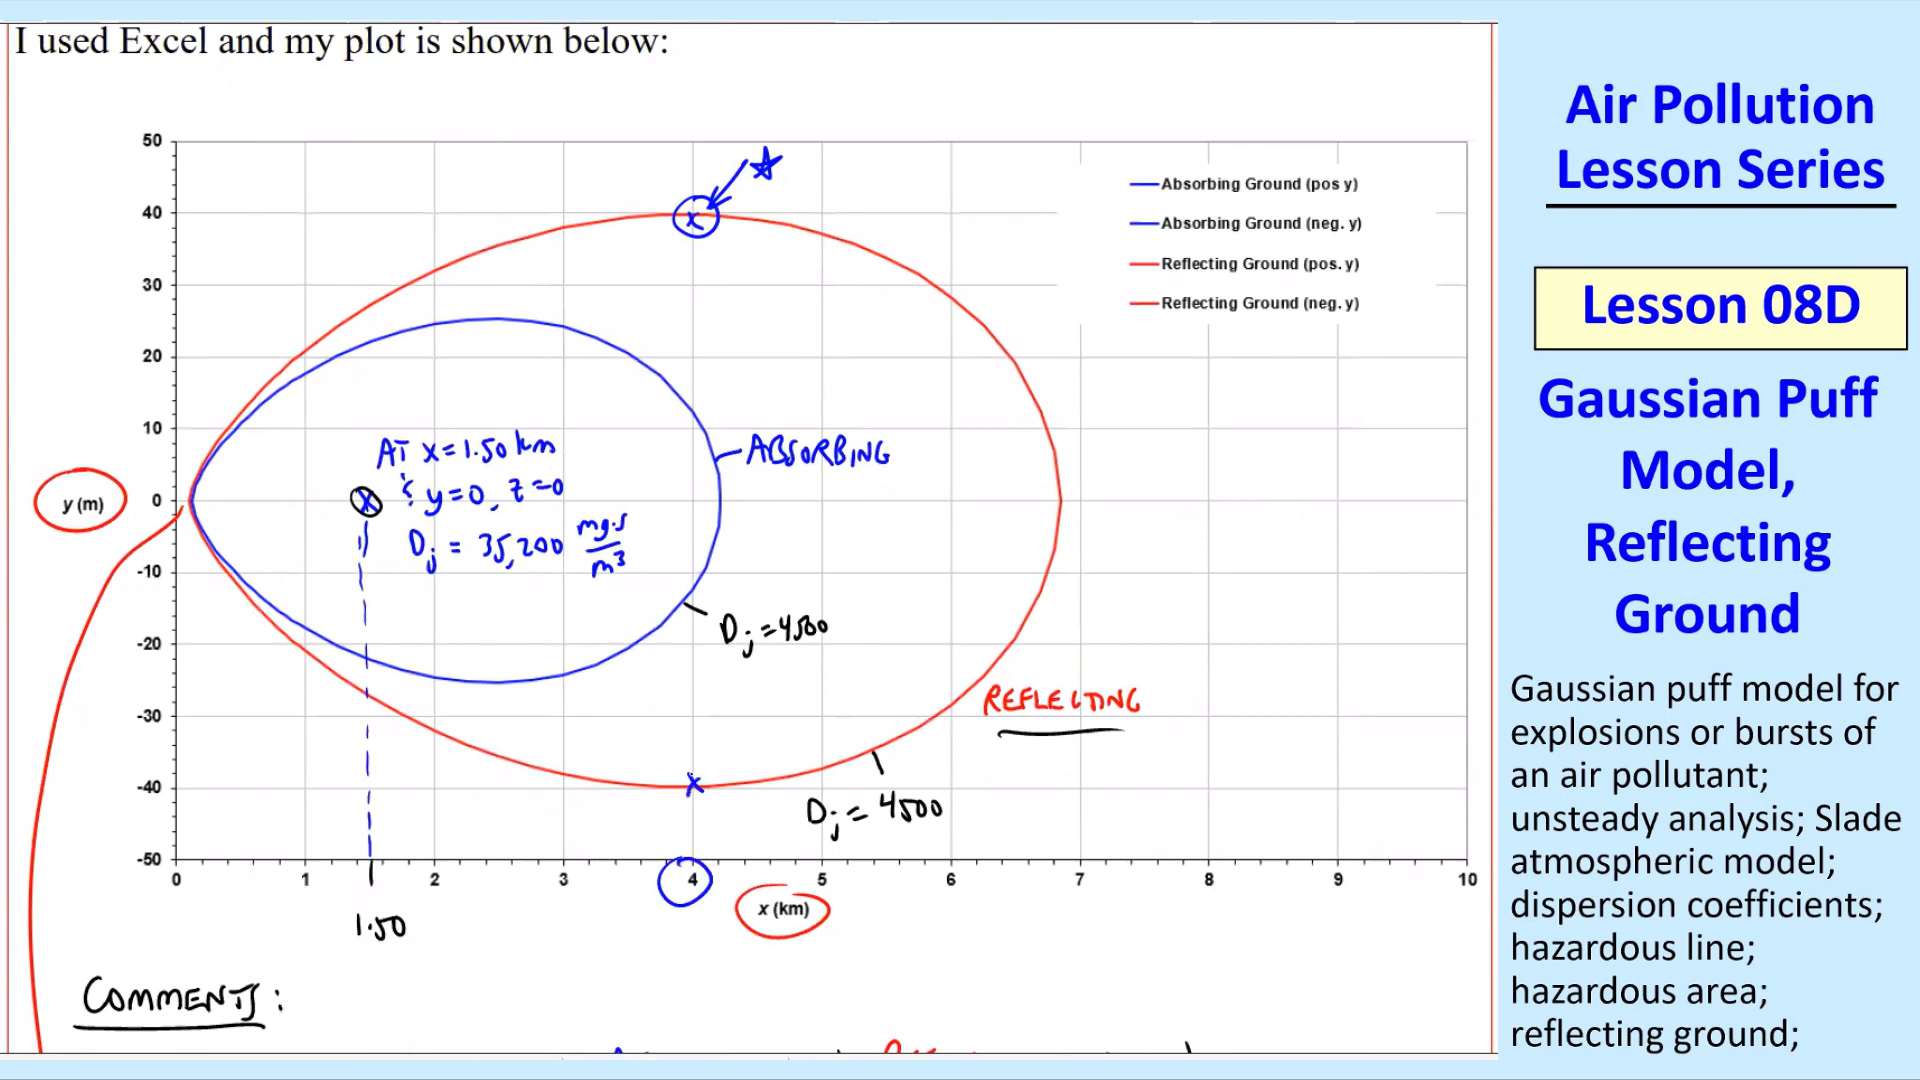 I used Excel and my plot is shown below:
50
40
30
20
10
0
-10
-20
-30
-40
-50
y (m)
0 1 2 3 4 5 6 7 8 9 10
x (km)
Absorbing Ground (pos y)
Absorbing Ground (neg. y)
Reflecting Ground (pos. y)
Reflecting Ground (neg. y)
x
AT x=1.50 km
& y=0, z=0
Dj = 35,200 mg·s/m³
x
ABSORBING
Dj = 4500
REFLECTING
x
Dj = 4500
1.50
COMMENTS:
Air Pollution
Lesson Series
Lesson 08D
Gaussian Puff
Model,
Reflecting
Ground
Gaussian puff model for
explosions or bursts of
an air pollutant;
unsteady analysis; Slade
atmospheric model;
dispersion coefficients;
hazardous line;
hazardous area;
reflecting ground;